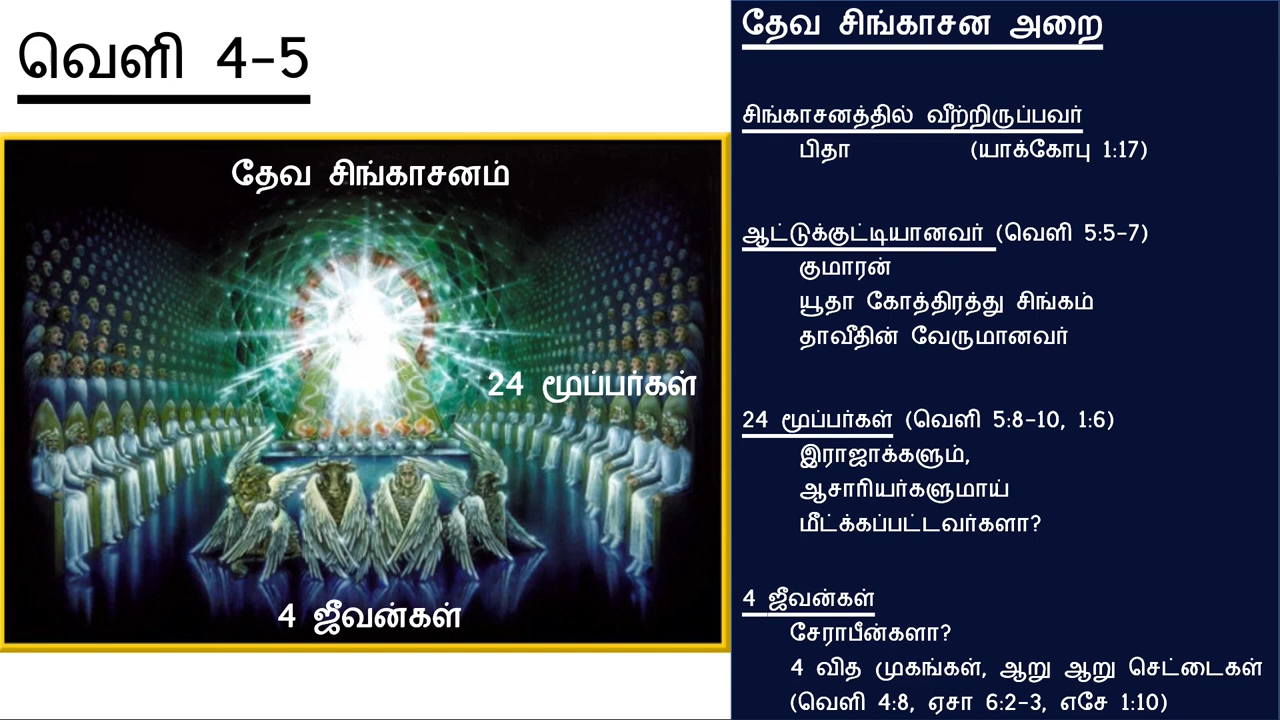 வெளி 4-5
தேவ சிங்காசனம்
24 மூப்பர்கள்
4 ஜீவன்கள்
தேவ சிங்காசன அறை
சிங்காசனத்தில் வீற்றிருப்பவர்
பிதா (யாக்கோபு 1:17)
ஆட்டுக்குட்டியானவர் (வெளி 5:5-7)
குமாரன்
யூதா கோத்திரத்து சிங்கம்
தாவீதின் வேருமானவர்
24 மூப்பர்கள் (வெளி 5:8-10, 1:6)
இராஜாக்களும்,
ஆசாரியர்களுமாய்
மீட்க்கப்பட்டவர்களா?
4 ஜீவன்கள்
சேராபீன்களா?
4 வித முகங்கள், ஆறு ஆறு செட்டைகள்
(வெளி 4:8, ஏசா 6:2-3, எசே 1:10)